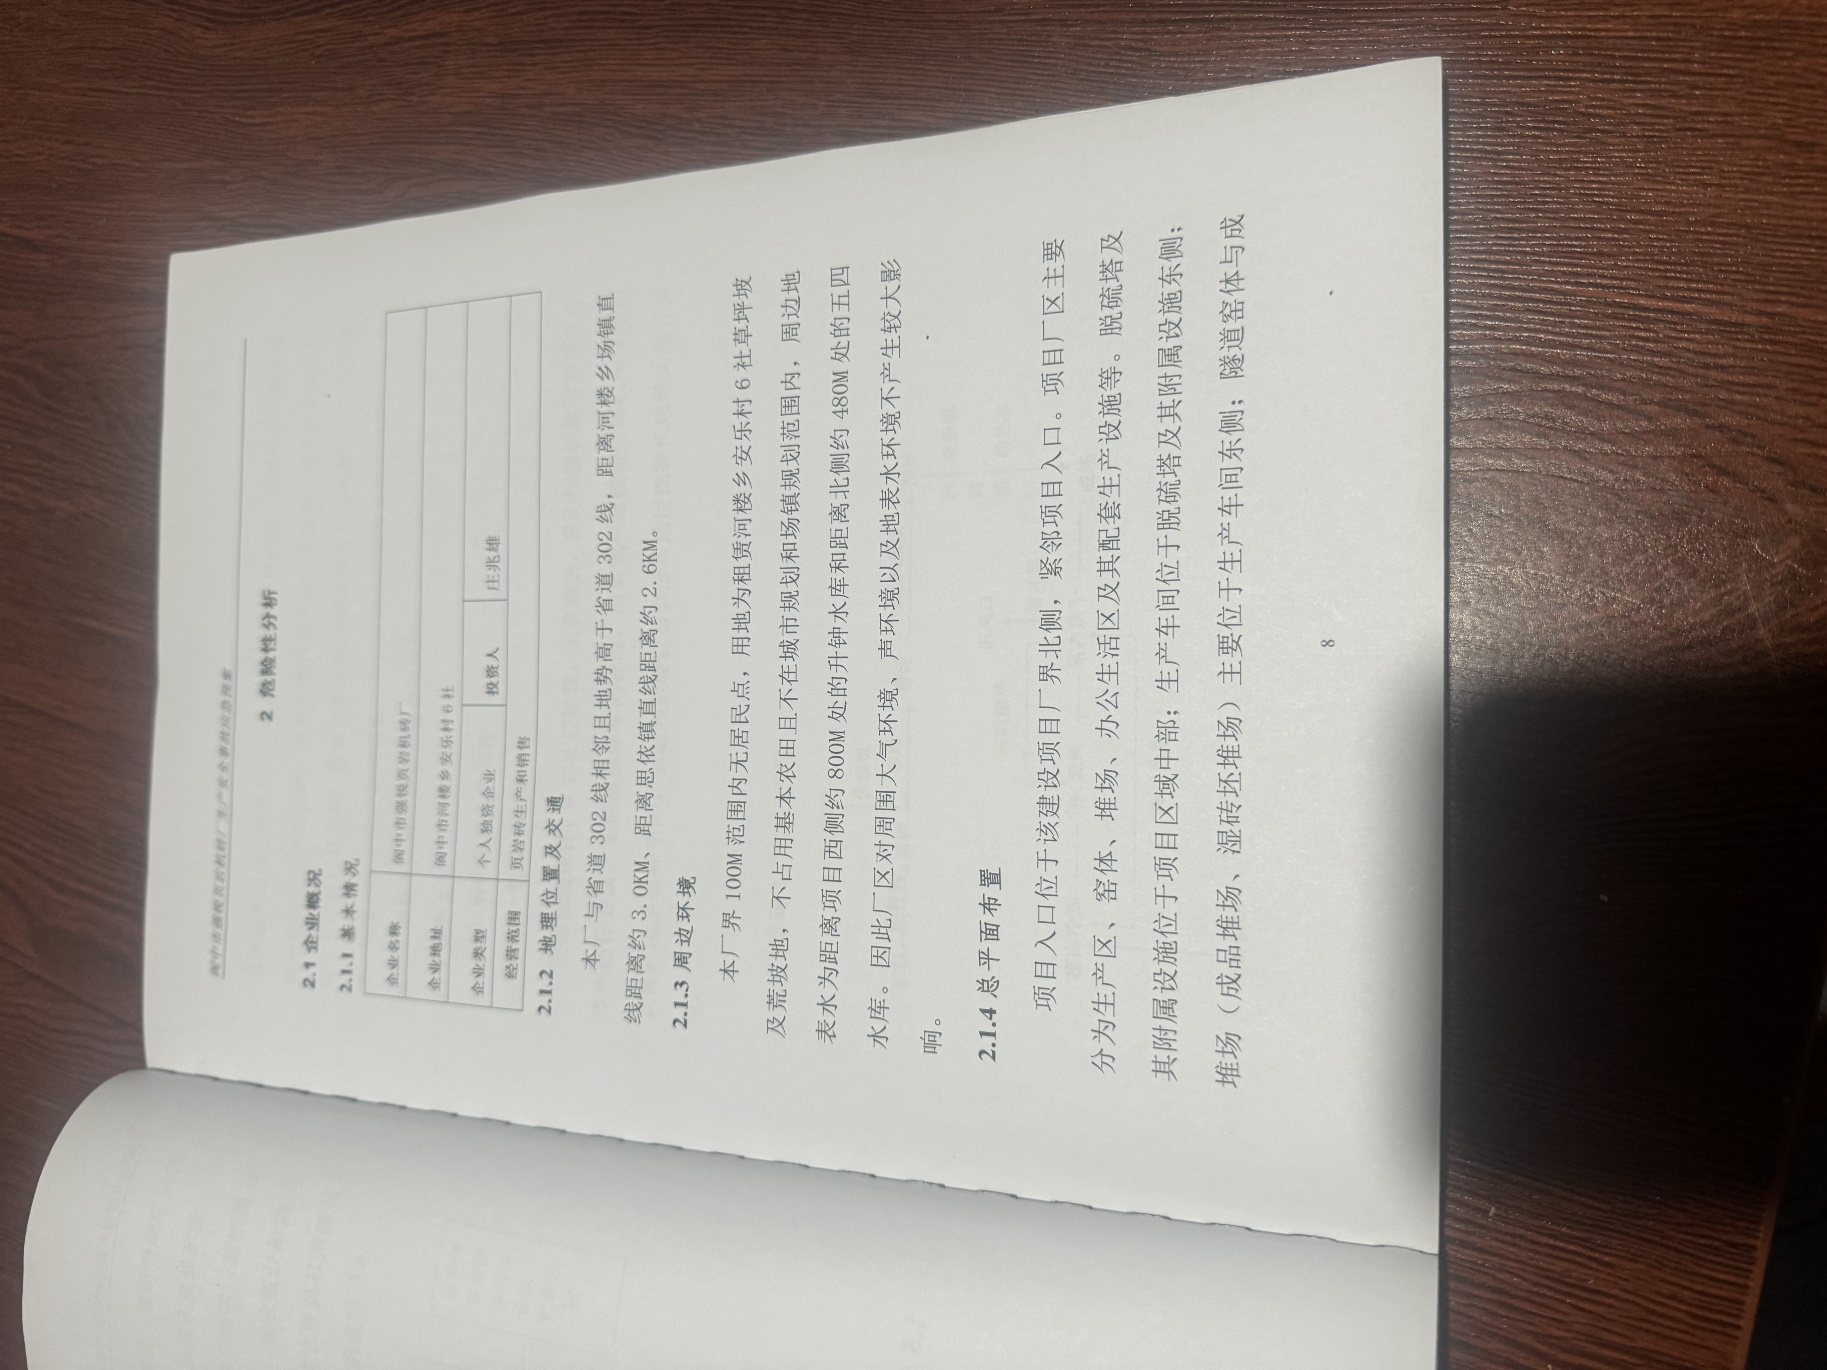 阆中市强锐页岩机砖厂生产安全事故应急预案
2 危险性分析
2.1 企业概况
2.1.1 基本情况
企业名称 阆中市强锐页岩机砖厂
企业地址 阆中市河楼乡安乐村 6 社
企业类型 个人独资企业 投资人 庄兆雄
经营范围 页岩砖生产和销售
2.1.2 地理位置及交通
本厂与省道 302 线相邻且地势高于省道 302 线，距离河楼乡场镇直
线距离约 3.0KM、距离思依镇直线距离约 2.6KM。
2.1.3 周边环境
本厂界 100M 范围内无居民点，用地为租赁河楼乡安乐村 6 社草坪坡
及荒坡地，不占用基本农田且不在城市规划和场镇规划范围内，周边地
表水为距离项目西侧约 800M 处的升钟水库和距离北侧约 480M 处的五四
水库。因此厂区对周围大气环境、声环境以及地表水环境不产生较大影
响。
2.1.4 总平面布置
项目入口位于该建设项目厂界北侧，紧邻项目入口。项目厂区主要
分为生产区、窑体、堆场、办公生活区及其配套生产设施等。脱硫塔及
其附属设施位于项目区域中部；生产车间位于脱硫塔及其附属设施东侧；
堆场（成品堆场、湿砖坯堆场）主要位于生产车间东侧；隧道窑体与成
8